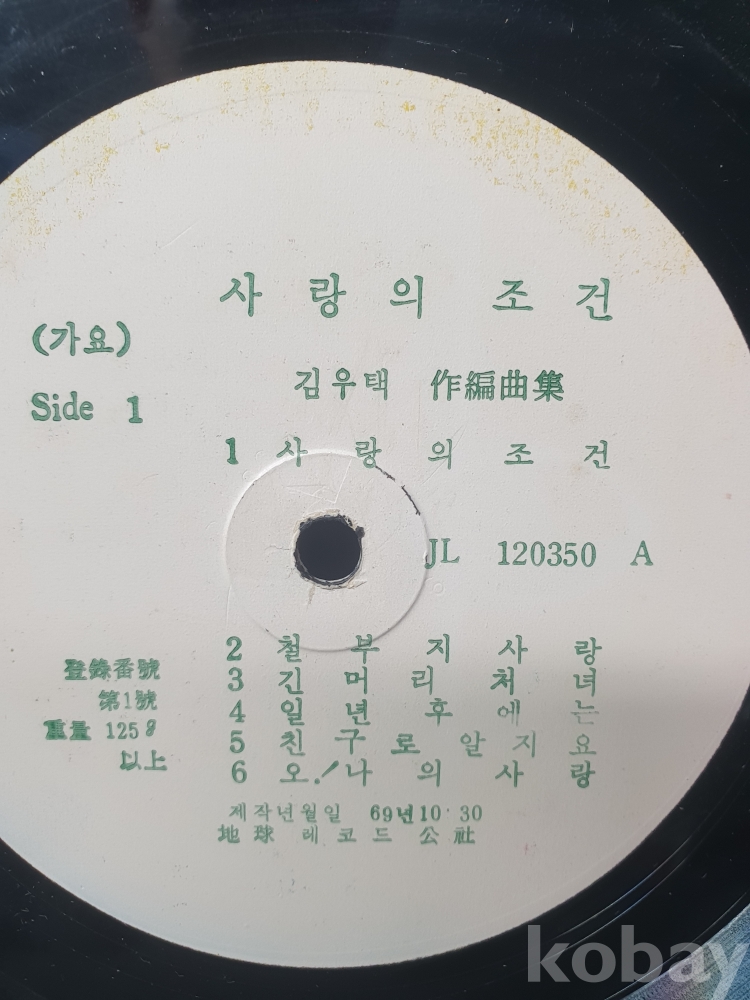 사랑의 조건
(가요)
김우택 作編曲集
Side 1
1 사랑의 조건
JL 120350 A
2 철부지 사랑
3 긴머리 처녀
4 일년후에는
5 친구로 알지요
6 오!나의 사랑
登錄番號
第1號
重量 125g
以上
제작년월일 69년10·30
地球 레코드 公社
kobay